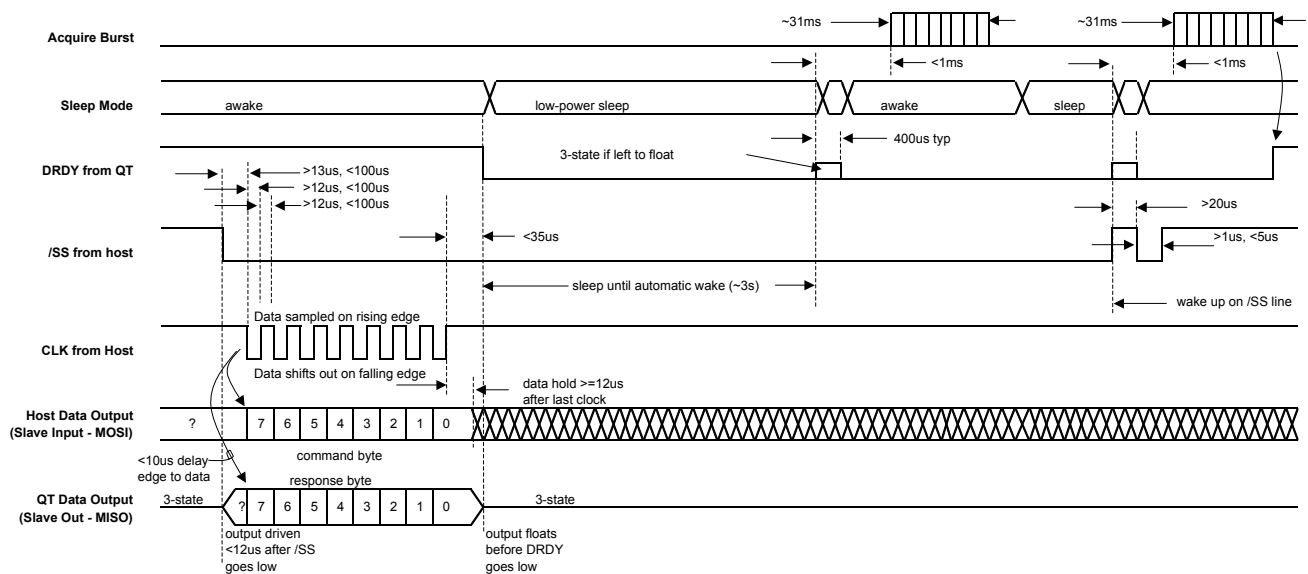 ~31ms
~31ms
Acquire Burst
<1ms
<1ms
Sleep Mode
awake
low-power sleep
awake
sleep
400us typ
3-state if left to float
DRDY from QT
>13us, <100us
>12us, <100us
>12us, <100us
>20us
<35us
/SS from host
>1us, <5us
sleep until automatic wake (~3s)
wake up on /SS line
Data sampled on rising edge
CLK from Host
Data shifts out on falling edge
data hold >=12us
after last clock
Host Data Output
(Slave Input - MOSI)
? 7 6 5 4 3 2 1 0
command byte
<10us delay
edge to data
response byte
QT Data Output
(Slave Out - MISO)
3-state
? 7 6 5 4 3 2 1 0
3-state
output driven
<12us after /SS
goes low
output floats
before DRDY
goes low